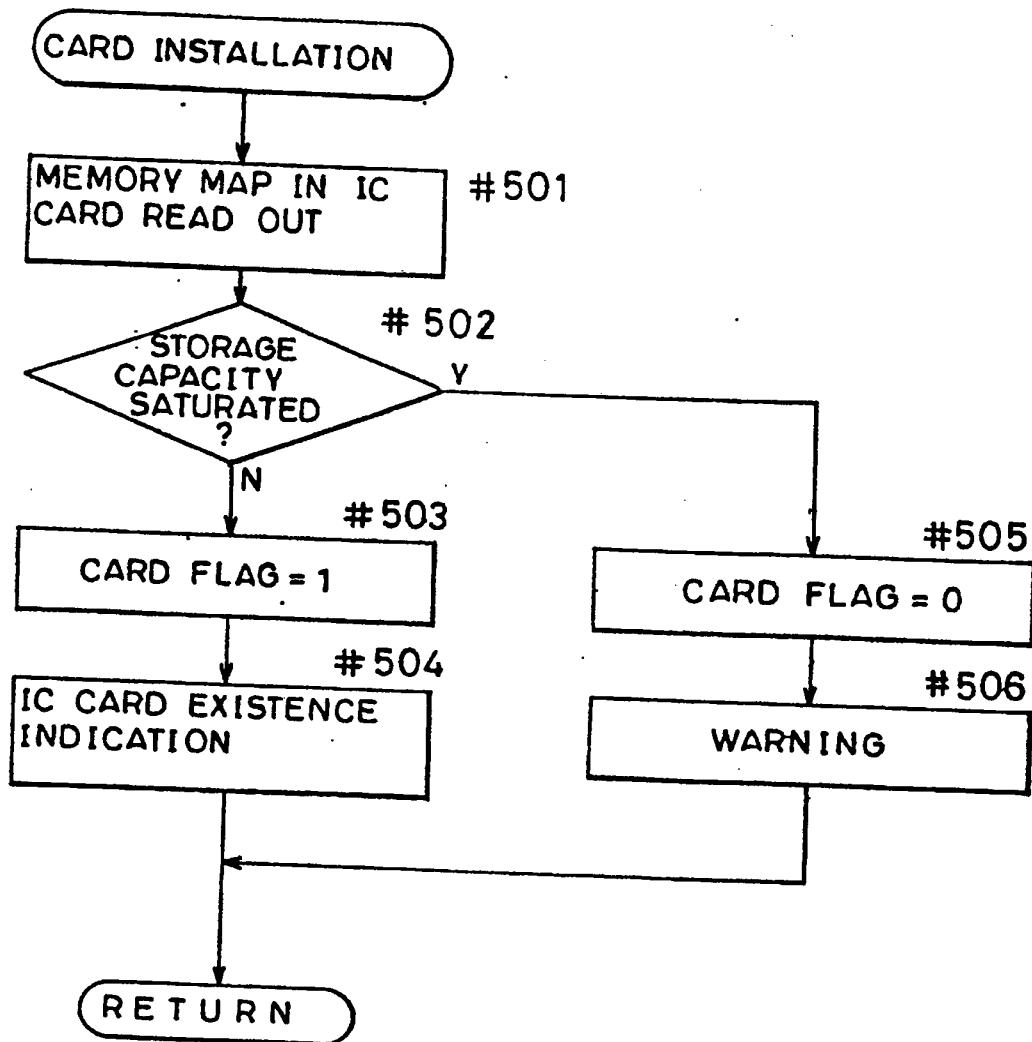 CARD INSTALLATION
MEMORY MAP IN IC
CARD READ OUT
#501
#502
STORAGE
CAPACITY
SATURATED
?
Y
N
#503
CARD FLAG = 1
#504
IC CARD EXISTENCE
INDICATION
#505
CARD FLAG = 0
#506
WARNING
RETURN